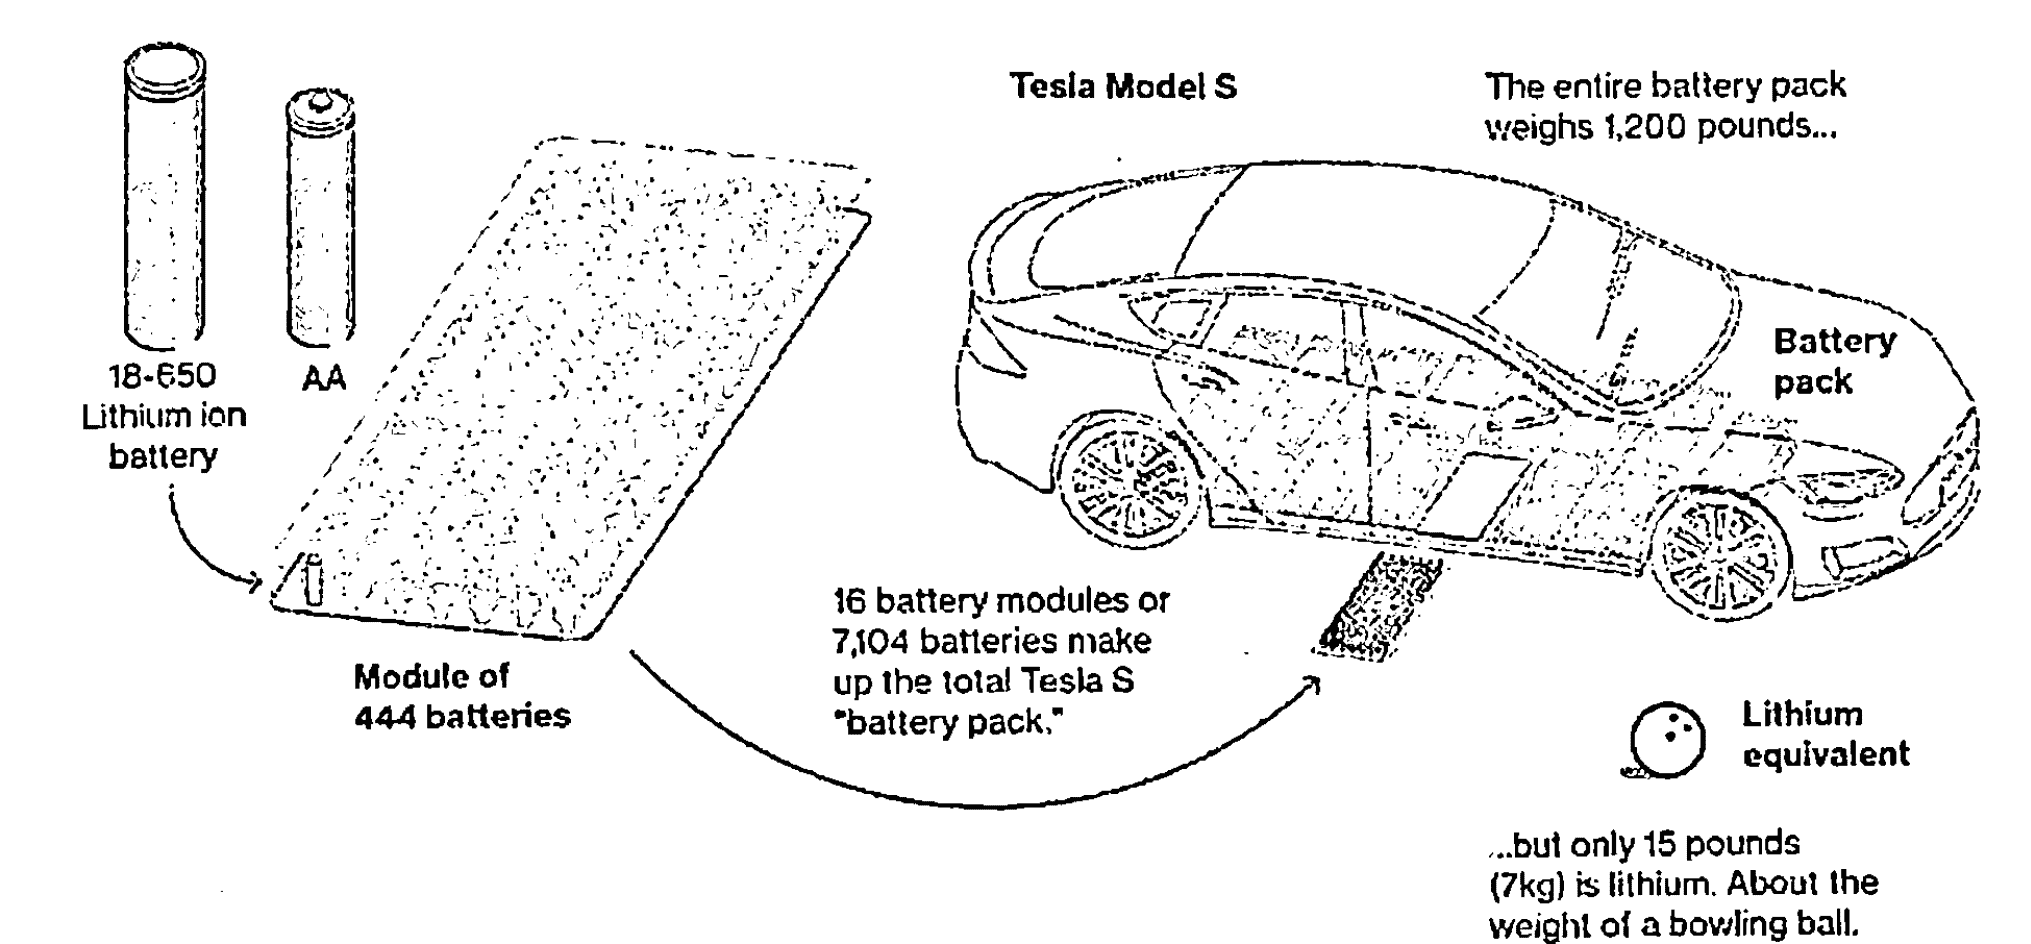 Tesla Model S
The entire battery pack
weighs 1,200 pounds...
18-650
Lithium ion
battery
AA
Battery
pack
Module of
444 batteries
16 battery modules or
7,104 batteries make
up the total Tesla S
"battery pack."
Lithium
equivalent
...but only 15 pounds
(7kg) is lithium. About the
weight of a bowling ball.